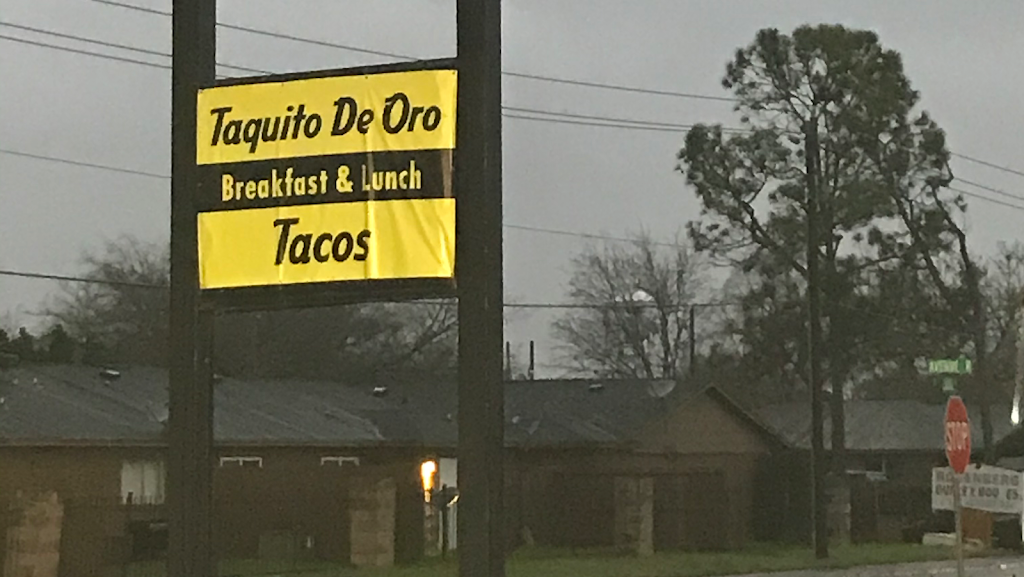 Taquito De Oro
Breakfast & Lunch
Tacos
STOP